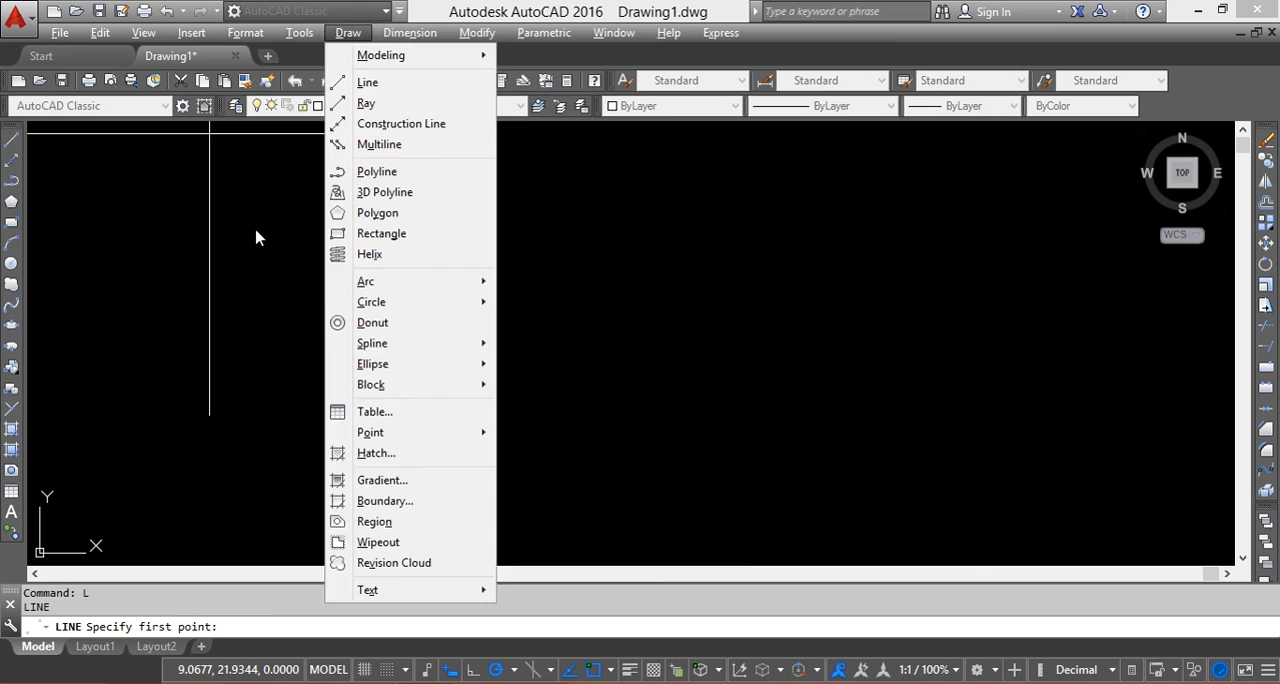 AutoCAD Classic
Autodesk AutoCAD 2016 Drawing1.dwg
Type a keyword or phrase
Sign In
File Edit View Insert Format Tools Draw Dimension Modify Parametric Window Help Express
Start Drawing1*
Standard Standard Standard Standard
AutoCAD Classic ByLayer ByLayer ByLayer ByColor
Modeling
Line
Ray
Construction Line
Multiline
Polyline
3D Polyline
Polygon
Rectangle
Helix
Arc
Circle
Donut
Spline
Ellipse
Block
Table...
Point
Hatch...
Gradient...
Boundary...
Region
Wipeout
Revision Cloud
Text
N
W TOP E
S
WCS
A
Y
X
Command: L
LINE
LINE Specify first point:
Model Layout1 Layout2
9.0677, 21.9344, 0.0000 MODEL 1:1 / 100% Decimal